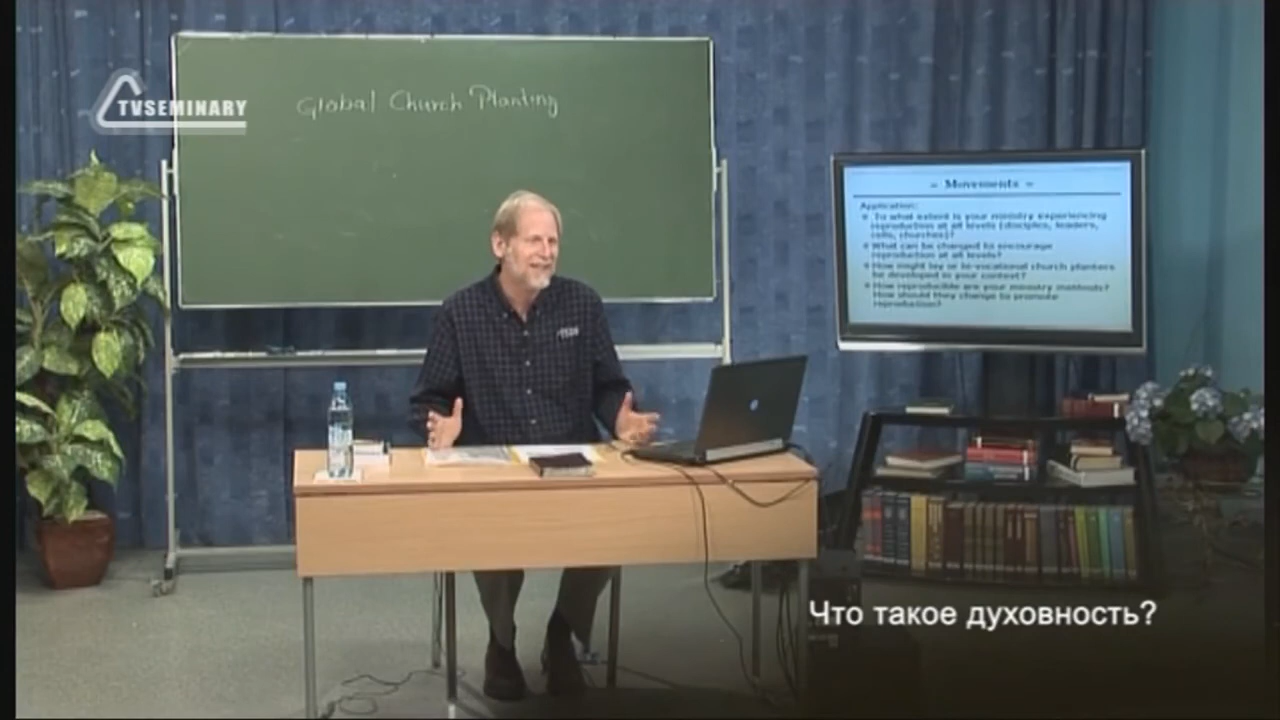 TVSEMINARY
Global Church Planting
Movements
Application:
To what extent is your ministry experiencing
reproduction at all levels (disciples, leaders,
cells, churches)?
What can be changed to encourage
reproduction at all levels?
How might lay or bi-vocational church planters
be developed in your context?
How reproducible are your ministry methods?
How should they change to promote
reproduction?
Что такое духовность?